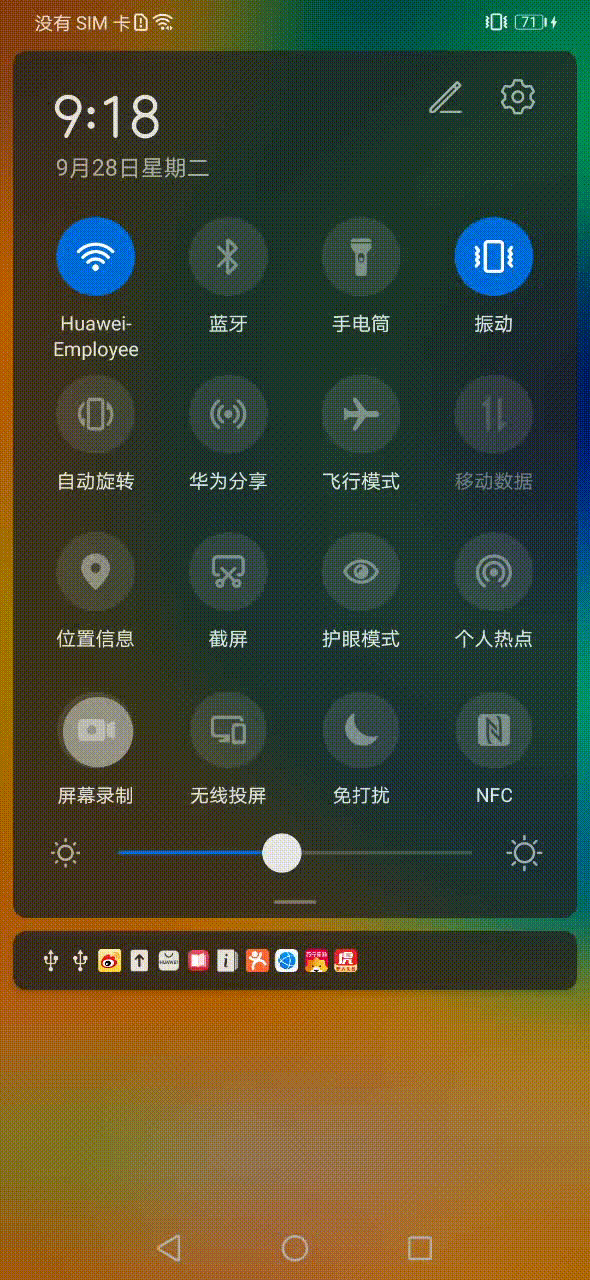 没有 SIM 卡
71
9:18
9月28日星期二
Huawei-
Employee
蓝牙
手电筒
振动
自动旋转
华为分享
飞行模式
移动数据
位置信息
截屏
护眼模式
个人热点
屏幕录制
无线投屏
免打扰
NFC
HUAWEI
虎